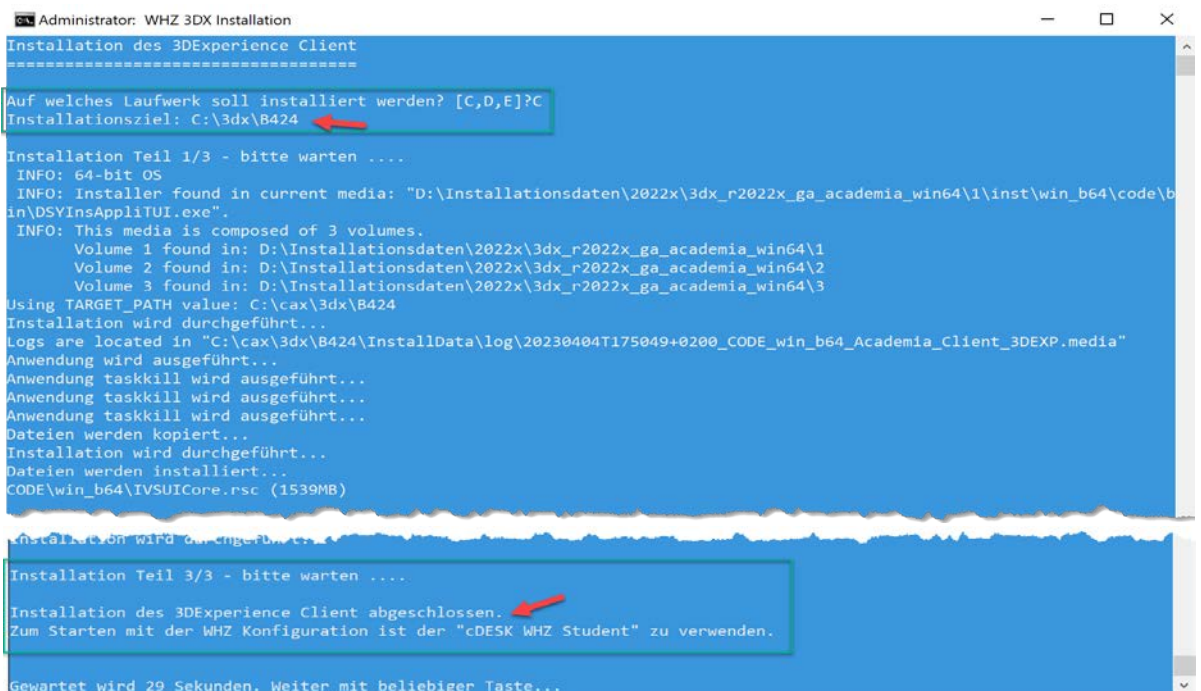 Administrator: WHZ 3DX Installation
Installation des 3DExperience Client
====================================
Auf welches Laufwerk soll installiert werden? [C,D,E]?C
Installationsziel: C:\3dx\B424
Installation Teil 1/3 - bitte warten ....
INFO: 64-bit OS
INFO: Installer found in current media: "D:\Installationsdaten\2022x\3dx_r2022x_ga_academia_win64\1\inst\win_b64\code\b
in\DSYInsAppliTUI.exe".
INFO: This media is composed of 3 volumes.
Volume 1 found in: D:\Installationsdaten\2022x\3dx_r2022x_ga_academia_win64\1
Volume 2 found in: D:\Installationsdaten\2022x\3dx_r2022x_ga_academia_win64\2
Volume 3 found in: D:\Installationsdaten\2022x\3dx_r2022x_ga_academia_win64\3
Using TARGET_PATH value: C:\cax\3dx\B424
Installation wird durchgeführt...
Logs are located in "C:\cax\3dx\B424\InstallData\log\20230404T175049+0200_CODE_win_b64_Academia_Client_3DEXP.media"
Anwendung wird ausgeführt...
Anwendung taskkill wird ausgeführt...
Anwendung taskkill wird ausgeführt...
Anwendung taskkill wird ausgeführt...
Dateien werden kopiert...
Installation wird durchgeführt...
Dateien werden installiert...
CODE\win_b64\IVSUICore.rsc (1539MB)
Installation wird durchgeführt...
Installation Teil 3/3 - bitte warten ....
Installation des 3DExperience Client abgeschlossen.
Zum Starten mit der WHZ Konfiguration ist der "cDESK WHZ Student" zu verwenden.
Gewartet wird 29 Sekunden. Weiter mit beliebiger Taste...